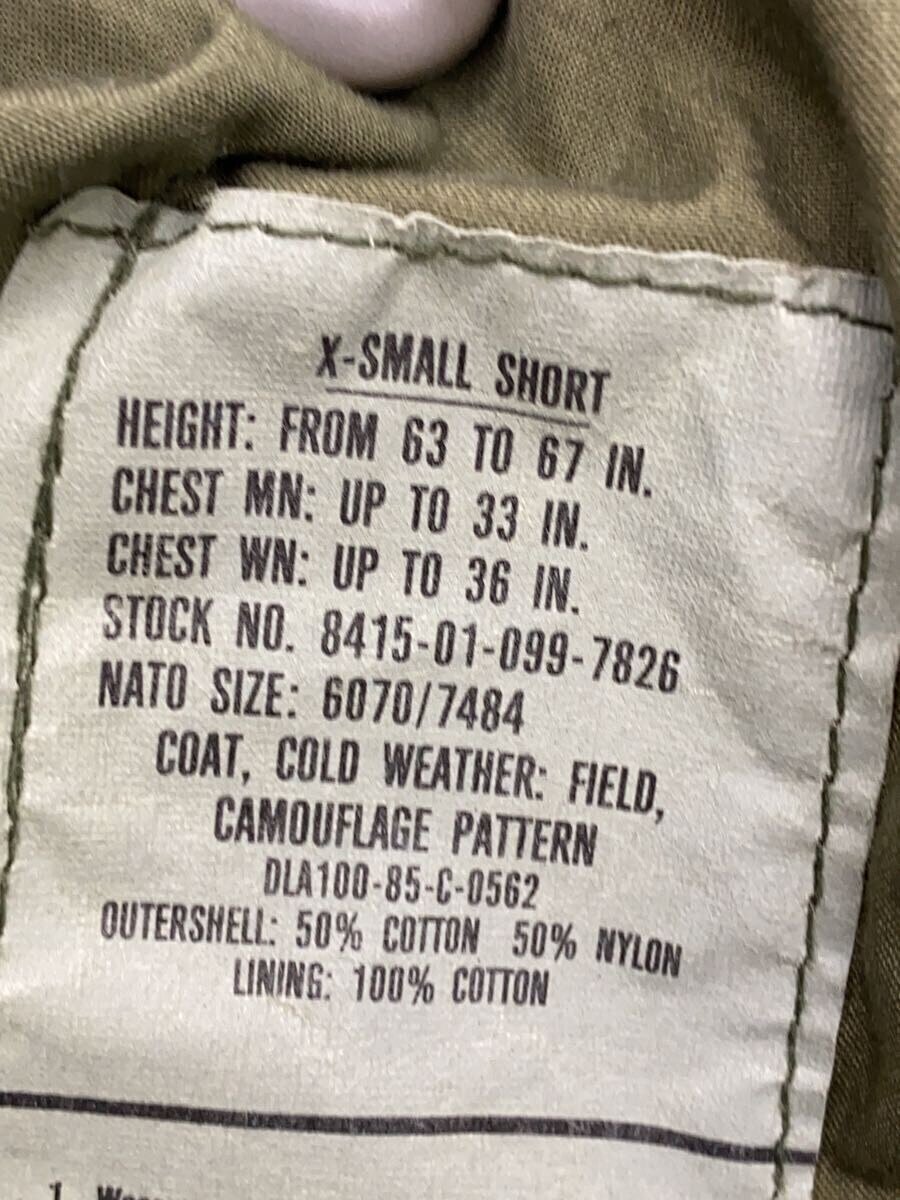 X-SMALL SHORT
HEIGHT: FROM 63 TO 67 IN.
CHEST MN: UP TO 33 IN.
CHEST WN: UP TO 36 IN.
STOCK NO. 8415-01-099-7826
NATO SIZE: 6070/7484
COAT, COLD WEATHER: FIELD,
CAMOUFLAGE PATTERN
DLA100-85-C-0562
OUTERSHELL: 50% COTTON 50% NYLON
LINING: 100% COTTON
1.